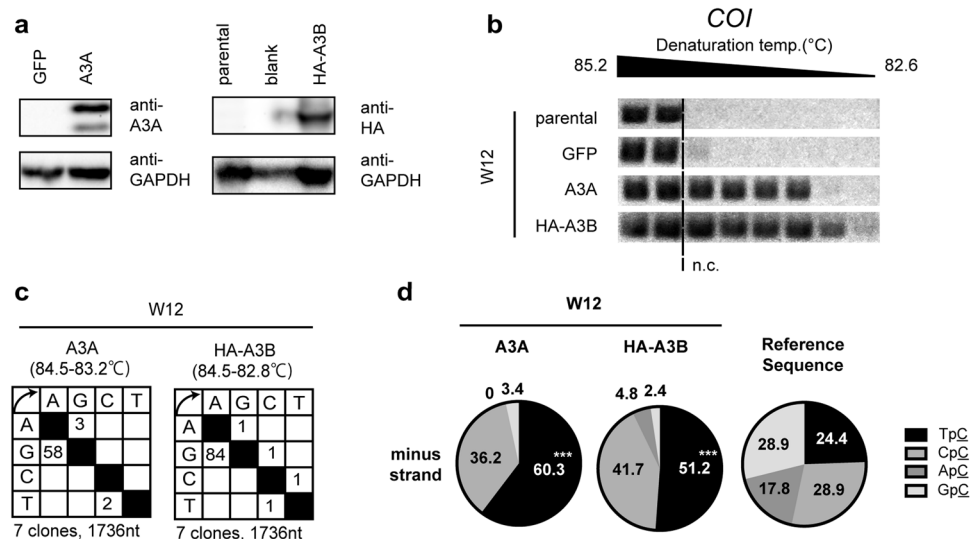 a
GFP
A3A
anti-
A3A
anti-
GAPDH
parental
blank
HA-A3B
anti-
HA
anti-
GAPDH
b
COI
Denaturation temp.(°C)
85.2
82.6
W12
parental
GFP
A3A
HA-A3B
n.c.
c
W12
A3A
(84.5-83.2℃)
A G C T
A 3
G 58
C
T 2
7 clones, 1736nt
HA-A3B
(84.5-82.8℃)
A G C T
A 1
G 84 1
C 1
T 1
7 clones, 1736nt
d
W12
A3A
HA-A3B
Reference
Sequence
minus
strand
0 3.4
36.2
***
60.3
4.8 2.4
41.7
***
51.2
28.9
24.4
17.8
28.9
TpC
CpC
ApC
GpC